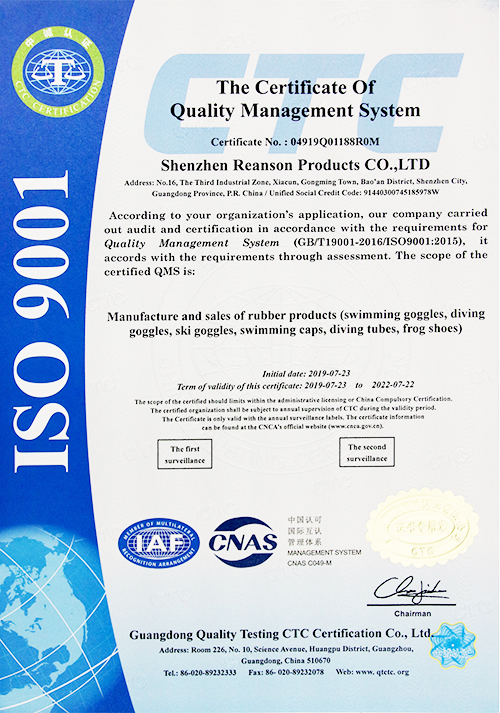 中诚认证
CTC CERTIFICATION
CTC
ISO 9001
The Certificate Of
Quality Management System
Certificate No. : 04919Q01188R0M
Shenzhen Reanson Products CO.,LTD
Address: No.16, The Third Industrial Zone, Xiacun, Gongming Town, Bao'an District, Shenzhen City,
Guangdong Province, P.R. China / Unified Social Credit Code: 91440300745185978W
According to your organization's application, our company carried
out audit and certification in accordance with the requirements for
Quality Management System (GB/T19001-2016/ISO9001:2015), it
accords with the requirements through assessment. The scope of the
certified QMS is:
Manufacture and sales of rubber products (swimming goggles, diving
goggles, ski goggles, swimming caps, diving tubes, frog shoes)
Initial date: 2019-07-23
Term of validity of this certificate: 2019-07-23 to 2022-07-22
The scope of the certified should limits within the administrative licensing or China Compulsory Certification.
The certified organization shall be subject to annual supervision of CTC during the validity period.
The Certificate is only valid with the annual surveillance labels. The certificate information
can be found at the CNCA's official website (www.cnca.gov.cn).
The first
surveillance
The second
surveillance
MEMBER OF MULTILATERAL
IAF
RECOGNITION ARRANGEMENT
CNAS
中国认可
国际互认
管理体系
MANAGEMENT SYSTEM
CNAS C049-M
CTC
Chairman
Guangdong Quality Testing CTC Certification Co., Ltd.
Address: Room 226, No. 10, Science Avenue, Huangpu District, Guangzhou,
Guangdong, China 510670
Tel.: 86-020-89232333 Fax: 86- 020-89232078 Web: www. qtctc. org